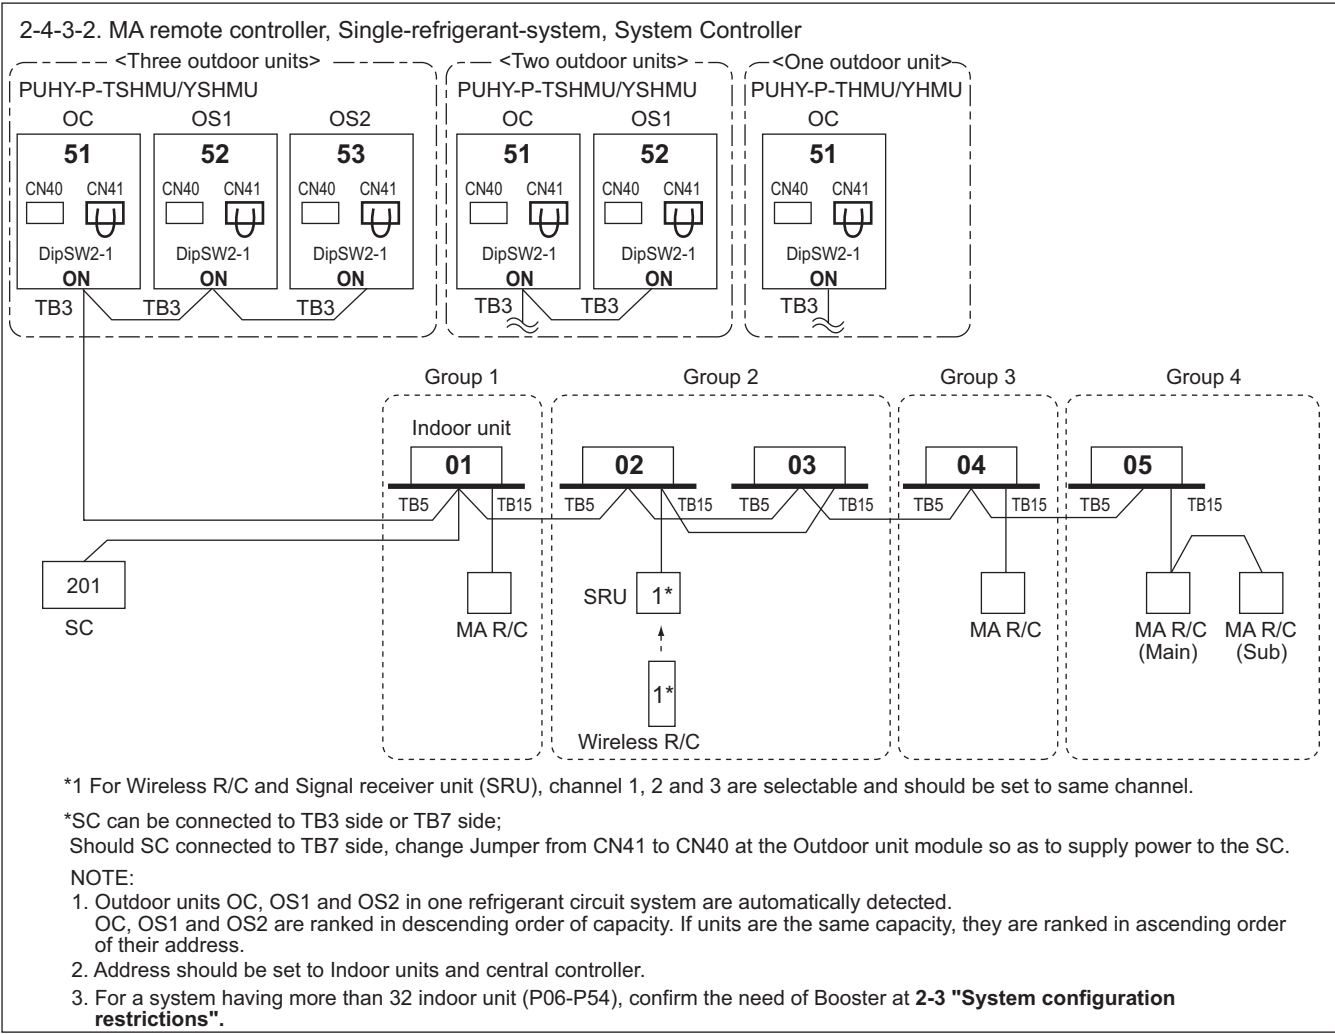 2-4-3-2. MA remote controller, Single-refrigerant-system, System Controller
<Three outdoor units>
PUHY-P-TSHMU/YSHMU
OC OS1 OS2
51 52 53
CN40 CN41 CN40 CN41 CN40 CN41
DipSW2-1 DipSW2-1 DipSW2-1
ON ON ON
TB3 TB3 TB3
<Two outdoor units>
PUHY-P-TSHMU/YSHMU
OC OS1
51 52
CN40 CN41 CN40 CN41
DipSW2-1 DipSW2-1
ON ON
TB3 TB3
<One outdoor unit>
PUHY-P-THMU/YHMU
OC
51
CN40 CN41
DipSW2-1
ON
TB3
Group 1 Group 2 Group 3 Group 4
Indoor unit
01 02 03 04 05
TB5 TB15 TB5 TB15 TB5 TB15 TB5 TB15 TB5 TB15
201
SC
MA R/C
SRU 1*
1*
Wireless R/C
MA R/C
MA R/C MA R/C
(Main) (Sub)
*1 For Wireless R/C and Signal receiver unit (SRU), channel 1, 2 and 3 are selectable and should be set to same channel.
*SC can be connected to TB3 side or TB7 side;
Should SC connected to TB7 side, change Jumper from CN41 to CN40 at the Outdoor unit module so as to supply power to the SC.
NOTE:
1. Outdoor units OC, OS1 and OS2 in one refrigerant circuit system are automatically detected.
OC, OS1 and OS2 are ranked in descending order of capacity. If units are the same capacity, they are ranked in ascending order
of their address.
2. Address should be set to Indoor units and central controller.
3. For a system having more than 32 indoor unit (P06-P54), confirm the need of Booster at 2-3 "System configuration
restrictions".